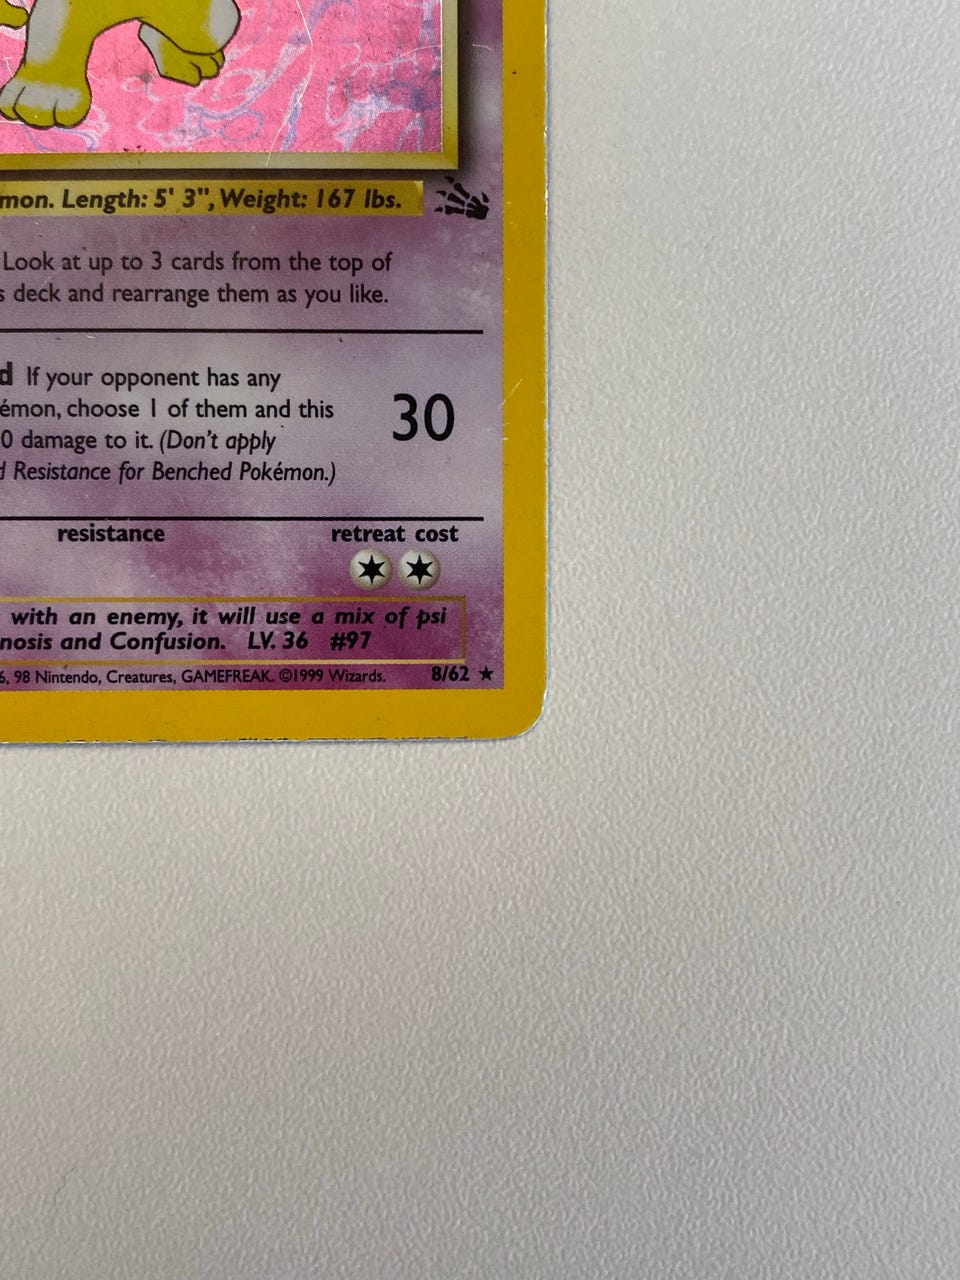 mon. Length: 5' 3", Weight: 167 lbs.
Look at up to 3 cards from the top of
s deck and rearrange them as you like.
d If your opponent has any
émon, choose 1 of them and this
0 damage to it. (Don't apply
d Resistance for Benched Pokémon.)
30
resistance
retreat cost
with an enemy, it will use a mix of psi
nosis and Confusion. LV. 36 #97
6, 98 Nintendo, Creatures, GAMEFREAK. ©1999 Wizards.
8/62 ★